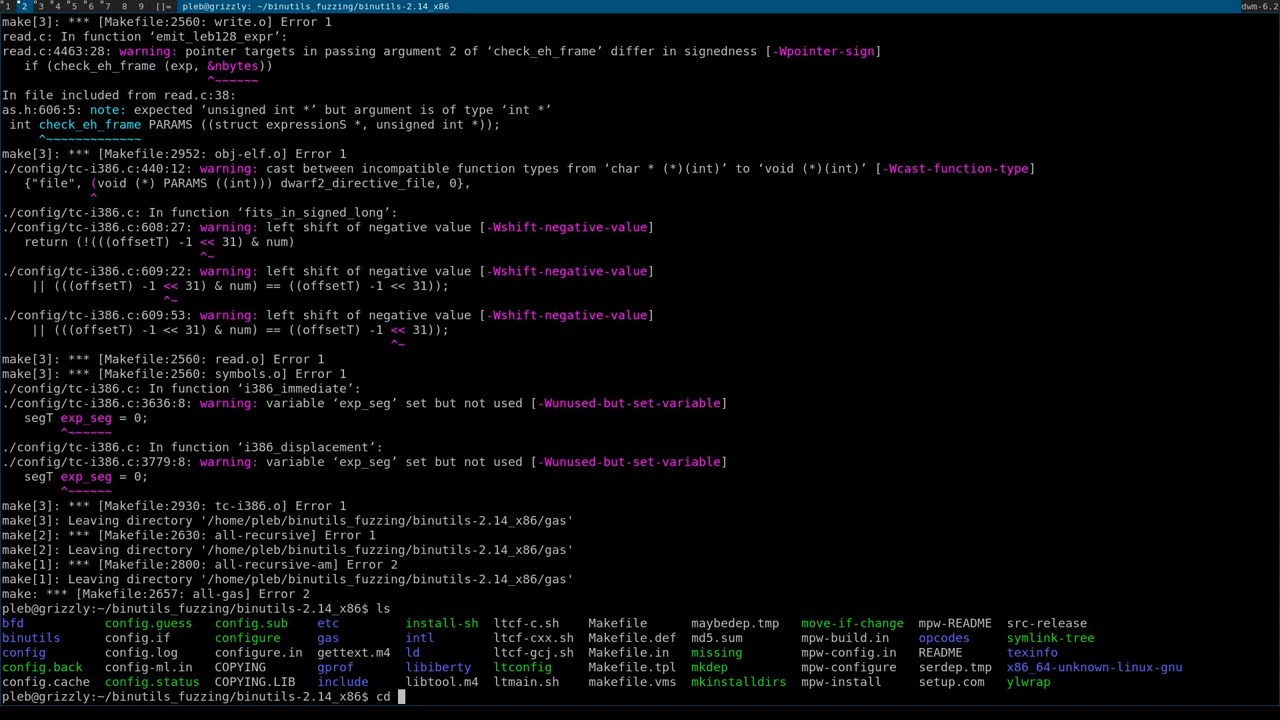 1 2 3 4 5 6 7 8 9 []= pleb@grizzly: ~/binutils_fuzzing/binutils-2.14_x86 dwm-6.2
make[3]: *** [Makefile:2560: write.o] Error 1
read.c: In function ‘emit_leb128_expr’:
read.c:4463:28: warning: pointer targets in passing argument 2 of ‘check_eh_frame’ differ in signedness [-Wpointer-sign]
   if (check_eh_frame (exp, &nbytes))
                            ^~~~~~~
In file included from read.c:38:
as.h:606:5: note: expected ‘unsigned int *’ but argument is of type ‘int *’
 int check_eh_frame PARAMS ((struct expressionS *, unsigned int *));
     ^~~~~~~~~~~~~~
make[3]: *** [Makefile:2952: obj-elf.o] Error 1
./config/tc-i386.c:440:12: warning: cast between incompatible function types from ‘char * (*)(int)’ to ‘void (*)(int)’ [-Wcast-function-type]
   {"file", (void (*) PARAMS ((int))) dwarf2_directive_file, 0},
            ^
./config/tc-i386.c: In function ‘fits_in_signed_long’:
./config/tc-i386.c:608:27: warning: left shift of negative value [-Wshift-negative-value]
   return (!(((offsetT) -1 << 31) & num)
                           ^~
./config/tc-i386.c:609:22: warning: left shift of negative value [-Wshift-negative-value]
    || (((offsetT) -1 << 31) & num) == ((offsetT) -1 << 31));
                      ^~
./config/tc-i386.c:609:53: warning: left shift of negative value [-Wshift-negative-value]
    || (((offsetT) -1 << 31) & num) == ((offsetT) -1 << 31));
                                                     ^~
make[3]: *** [Makefile:2560: read.o] Error 1
make[3]: *** [Makefile:2560: symbols.o] Error 1
./config/tc-i386.c: In function ‘i386_immediate’:
./config/tc-i386.c:3636:8: warning: variable ‘exp_seg’ set but not used [-Wunused-but-set-variable]
   segT exp_seg = 0;
        ^~~~~~~
./config/tc-i386.c: In function ‘i386_displacement’:
./config/tc-i386.c:3779:8: warning: variable ‘exp_seg’ set but not used [-Wunused-but-set-variable]
   segT exp_seg = 0;
        ^~~~~~~
make[3]: *** [Makefile:2930: tc-i386.o] Error 1
make[3]: Leaving directory '/home/pleb/binutils_fuzzing/binutils-2.14_x86/gas'
make[2]: *** [Makefile:2630: all-recursive] Error 1
make[2]: Leaving directory '/home/pleb/binutils_fuzzing/binutils-2.14_x86/gas'
make[1]: *** [Makefile:2800: all-recursive-am] Error 2
make[1]: Leaving directory '/home/pleb/binutils_fuzzing/binutils-2.14_x86/gas'
make: *** [Makefile:2657: all-gas] Error 2
pleb@grizzly:~/binutils_fuzzing/binutils-2.14_x86$ ls
bfd config.guess config.sub etc install-sh ltcf-c.sh Makefile maybedep.tmp move-if-change mpw-README src-release
binutils config.if configure gas intl ltcf-cxx.sh Makefile.def md5.sum mpw-build.in opcodes symlink-tree
config config.log configure.in gettext.m4 ld ltcf-gcj.sh Makefile.in missing mpw-config.in README texinfo
config.back config-ml.in COPYING gprof libiberty ltconfig Makefile.tpl mkdep mpw-configure serdep.tmp x86_64-unknown-linux-gnu
config.cache config.status COPYING.LIB include libtool.m4 ltmain.sh makefile.vms mkinstalldirs mpw-install setup.com ylwrap
pleb@grizzly:~/binutils_fuzzing/binutils-2.14_x86$ cd